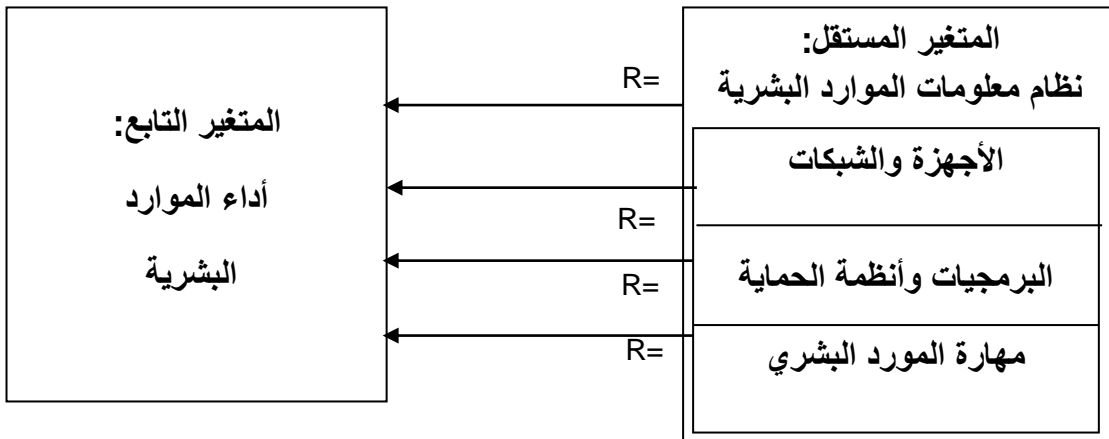 المتغير المستقل:
نظام معلومات الموارد البشرية
R=
الأجهزة والشبكات
R=
البرمجيات وأنظمة الحماية
R=
مهارة المورد البشري
R=
المتغير التابع:
أداء الموارد
البشرية